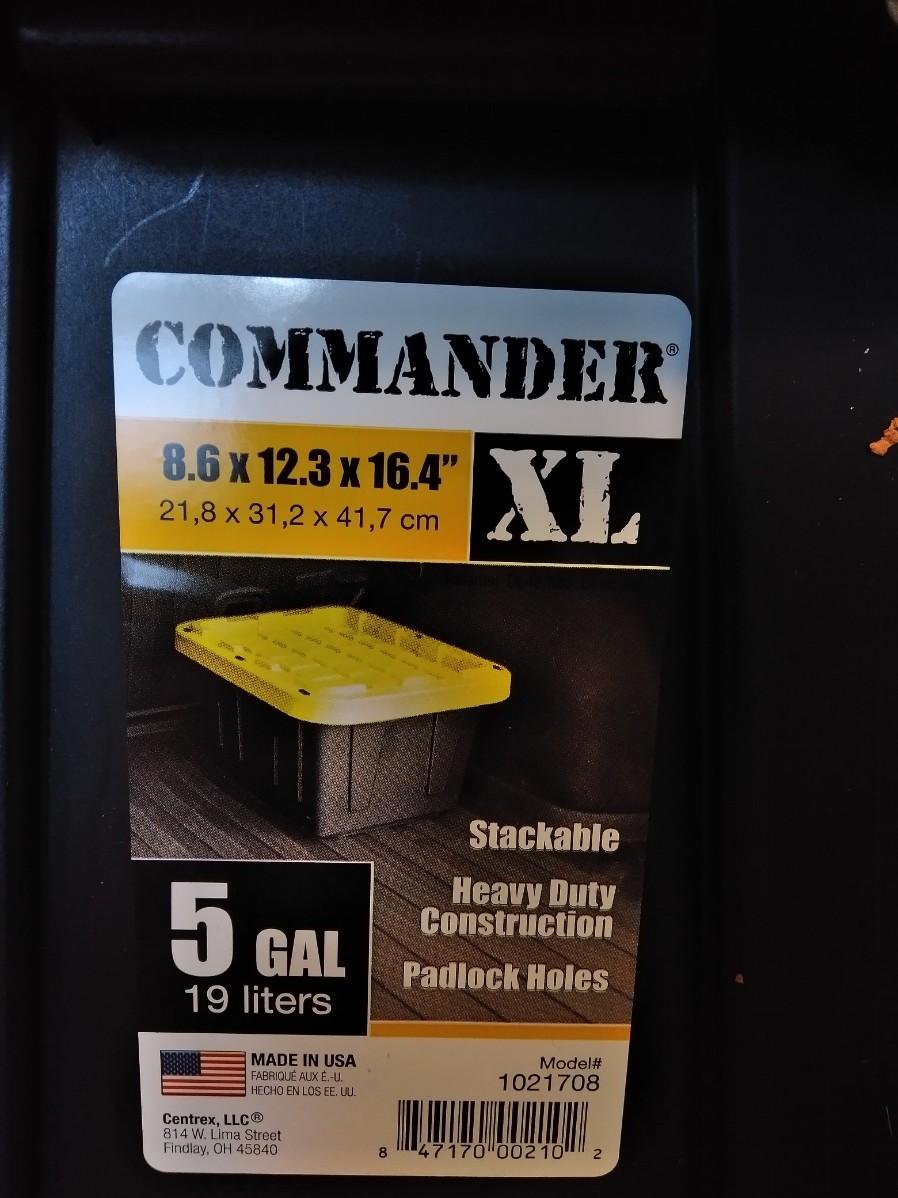 COMMANDER®
8.6 x 12.3 x 16.4”
21,8 x 31,2 x 41,7 cm
XL
Stackable
Heavy Duty
Construction
Padlock Holes
5 GAL
19 liters
MADE IN USA
FABRIQUÉ AUX É.-U.
HECHO EN LOS EE. UU.
Centrex, LLC®
814 W. Lima Street
Findlay, OH 45840
Model#
1021708
8 47170 00210 2